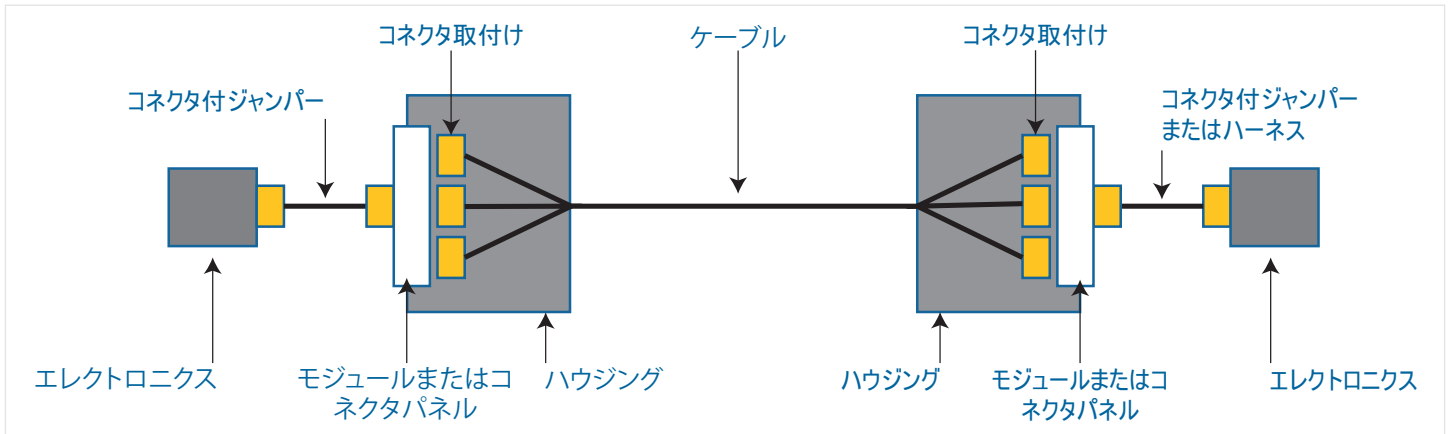 コネクタ取付け
ケーブル
コネクタ取付け
コネクタ付ジャンパー
コネクタ付ジャンパー
またはハーネス
エレクトロニクス
モジュールまたはコ
ネクタパネル
ハウジング
ハウジング
モジュールまたはコ
ネクタパネル
エレクトロニクス